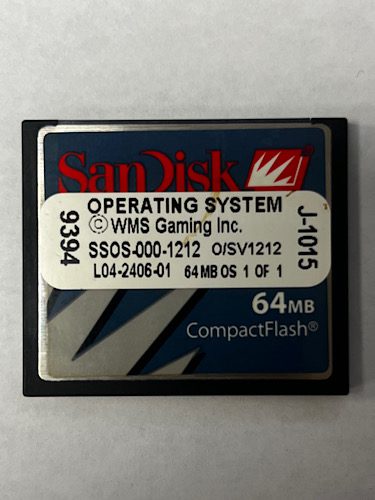 SanDisk
OPERATING SYSTEM
© WMS Gaming Inc.
SSOS-000-1212 O/SV1212
L04-2406-01 64MB OS 1 OF 1
9394
J-1015
64MB
CompactFlash®